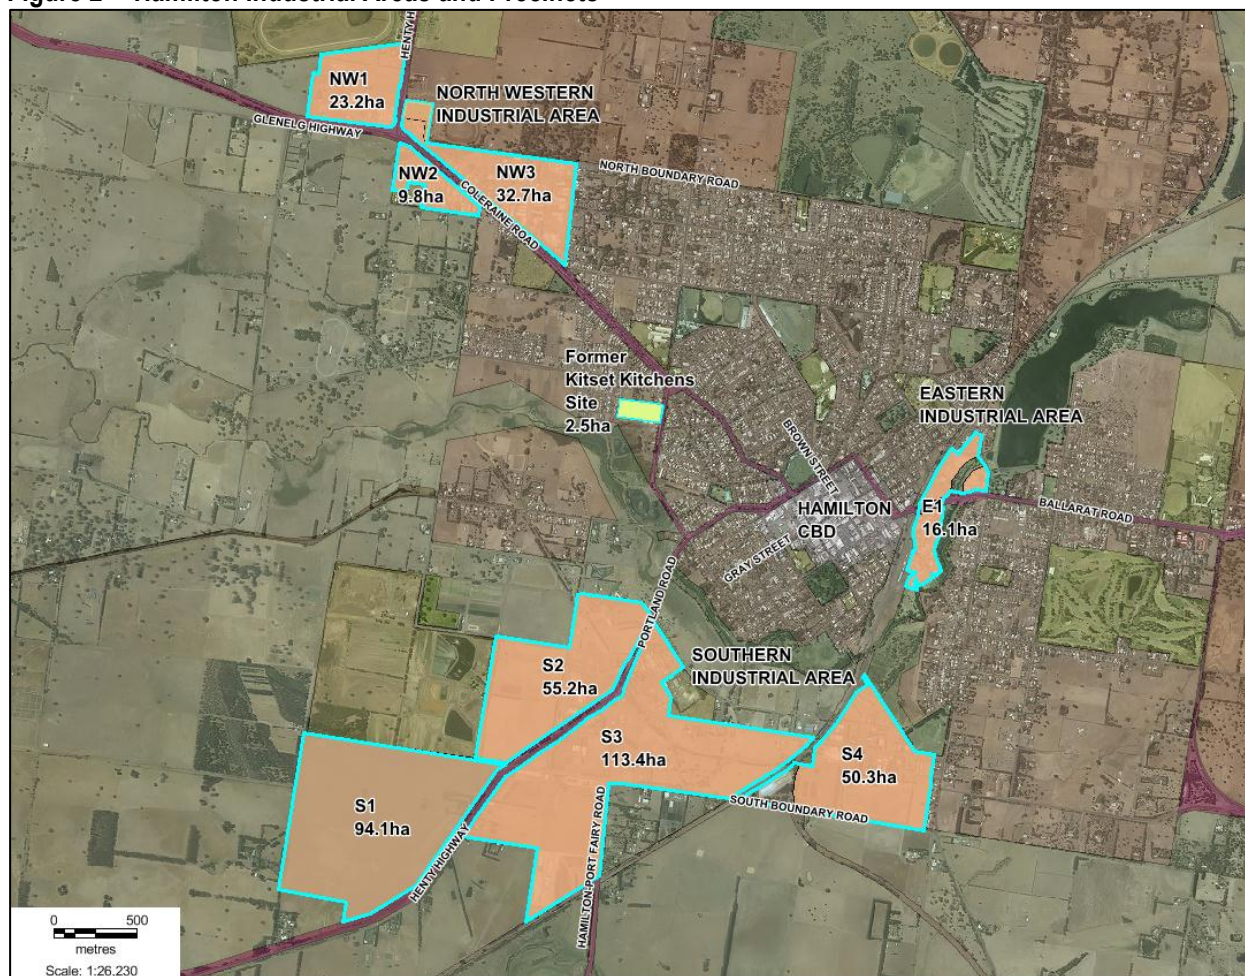 Figure 2 – Hamilton Industrial Areas and Precincts
HENTY H
NW1
23.2ha
NORTH WESTERN
INDUSTRIAL AREA
GLENELG HIGHWAY
NW2
9.8ha
NW3
32.7ha
NORTH BOUNDARY ROAD
COLERAINE ROAD
Former
Kitset Kitchens
Site
2.5ha
EASTERN
INDUSTRIAL AREA
BROWN STREET
HAMILTON
CBD
E1
16.1ha
BALLARAT ROAD
GRAY STREET
PORTLAND ROAD
S2
55.2ha
SOUTHERN
INDUSTRIAL AREA
S3
113.4ha
S4
50.3ha
S1
94.1ha
SOUTH BOUNDARY ROAD
HENTY HIGHWAY
HAMILTON-PORT FAIRY ROAD
0 500
metres
Scale: 1:26,230